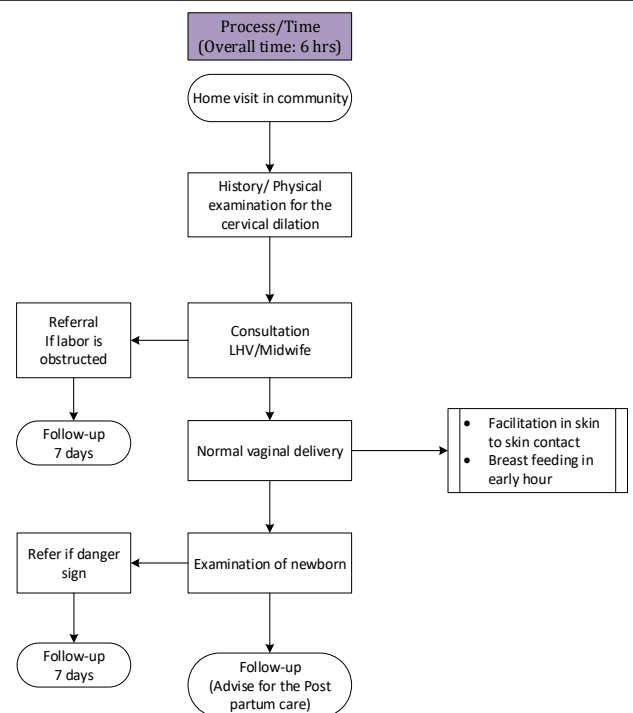 Process/Time
(Overall time: 6 hrs)
Home visit in community
History/ Physical
examination for the
cervical dilation
Referral
If labor is
obstructed
Consultation
LHV/Midwife
Follow-up
7 days
Normal vaginal delivery
• Facilitation in skin
to skin contact
• Breast feeding in
early hour
Refer if danger
sign
Examination of newborn
Follow-up
7 days
Follow-up
(Advise for the Post
partum care)